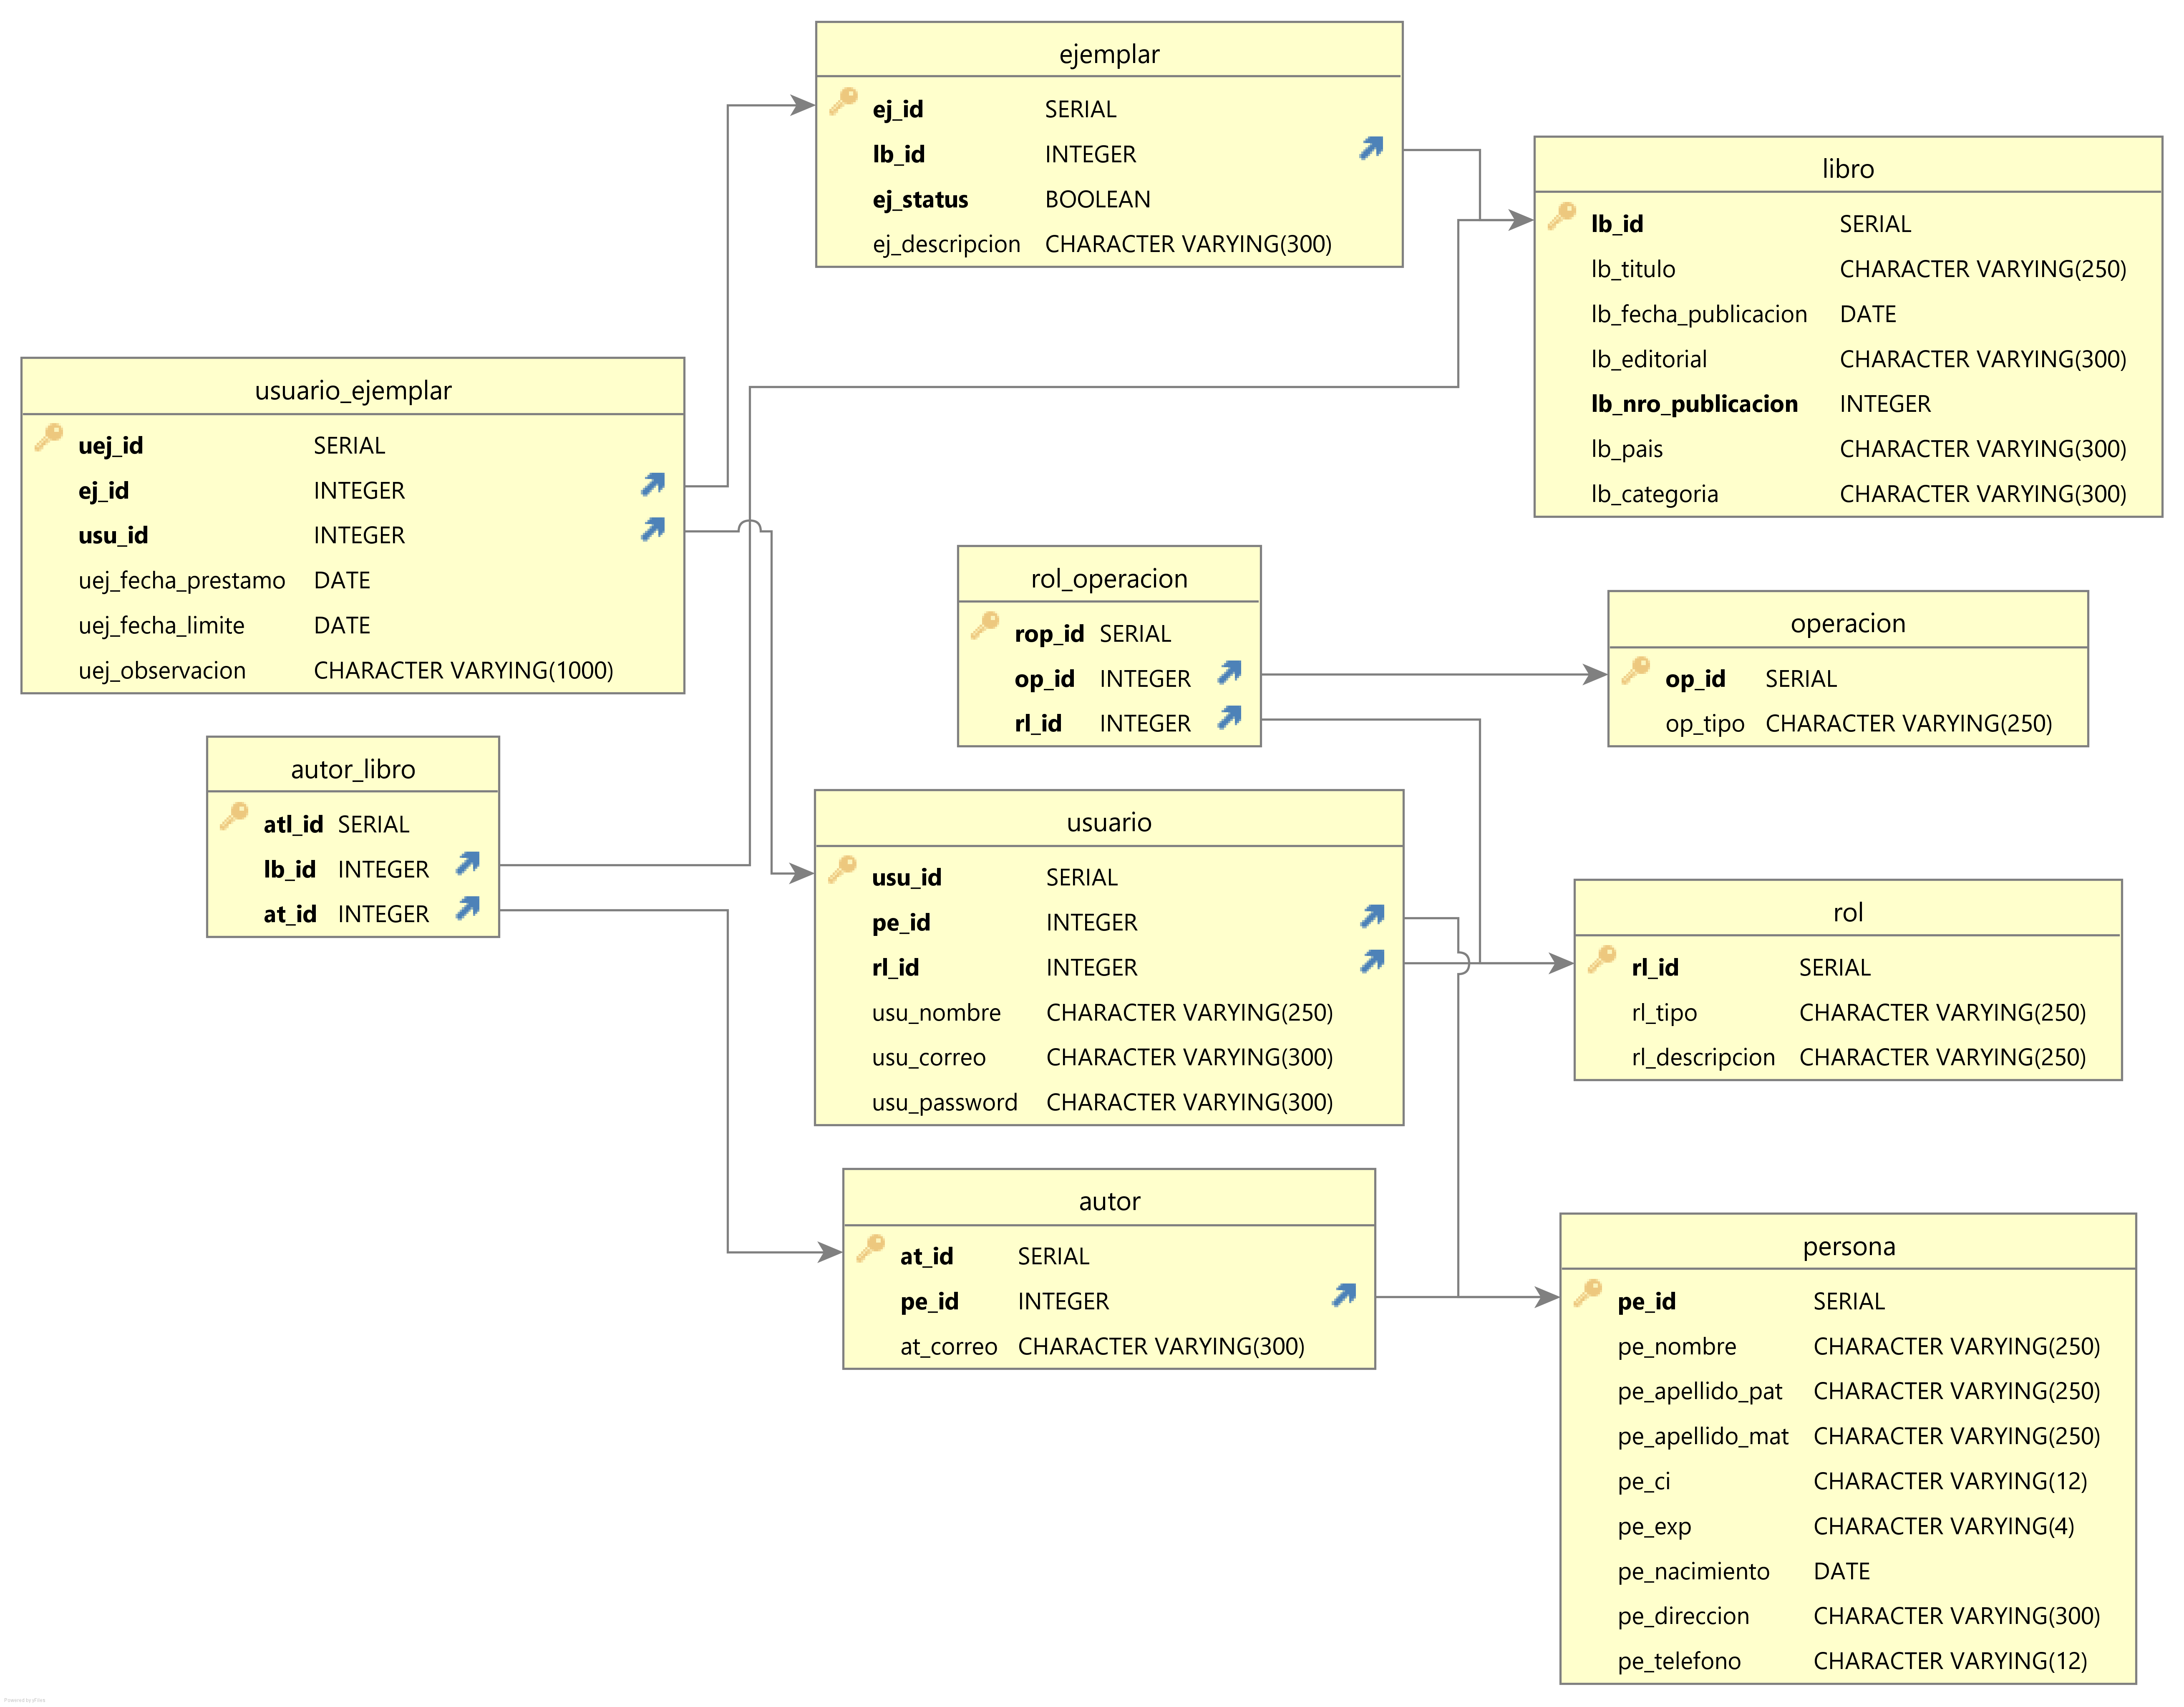 ejemplar
ej_id SERIAL
lb_id INTEGER
ej_status BOOLEAN
ej_descripcion CHARACTER VARYING(300)
libro
lb_id SERIAL
lb_titulo CHARACTER VARYING(250)
lb_fecha_publicacion DATE
lb_editorial CHARACTER VARYING(300)
lb_nro_publicacion INTEGER
lb_pais CHARACTER VARYING(300)
lb_categoria CHARACTER VARYING(300)
usuario_ejemplar
uej_id SERIAL
ej_id INTEGER
usu_id INTEGER
uej_fecha_prestamo DATE
uej_fecha_limite DATE
uej_observacion CHARACTER VARYING(1000)
rol_operacion
rop_id SERIAL
op_id INTEGER
rl_id INTEGER
operacion
op_id SERIAL
op_tipo CHARACTER VARYING(250)
autor_libro
atl_id SERIAL
lb_id INTEGER
at_id INTEGER
usuario
usu_id SERIAL
pe_id INTEGER
rl_id INTEGER
usu_nombre CHARACTER VARYING(250)
usu_correo CHARACTER VARYING(300)
usu_password CHARACTER VARYING(300)
rol
rl_id SERIAL
rl_tipo CHARACTER VARYING(250)
rl_descripcion CHARACTER VARYING(250)
autor
at_id SERIAL
pe_id INTEGER
at_correo CHARACTER VARYING(300)
persona
pe_id SERIAL
pe_nombre CHARACTER VARYING(250)
pe_apellido_pat CHARACTER VARYING(250)
pe_apellido_mat CHARACTER VARYING(250)
pe_ci CHARACTER VARYING(12)
pe_exp CHARACTER VARYING(4)
pe_nacimiento DATE
pe_direccion CHARACTER VARYING(300)
pe_telefono CHARACTER VARYING(12)
Powered by yFiles